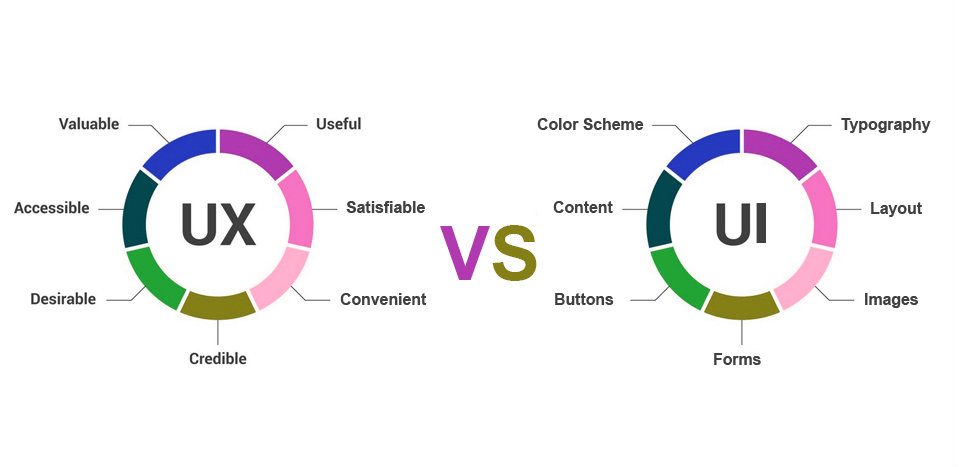 Valuable
Useful
Accessible
UX
Satisfiable
Desirable
Convenient
Credible
VS
Color Scheme
Typography
Content
UI
Layout
Buttons
Images
Forms